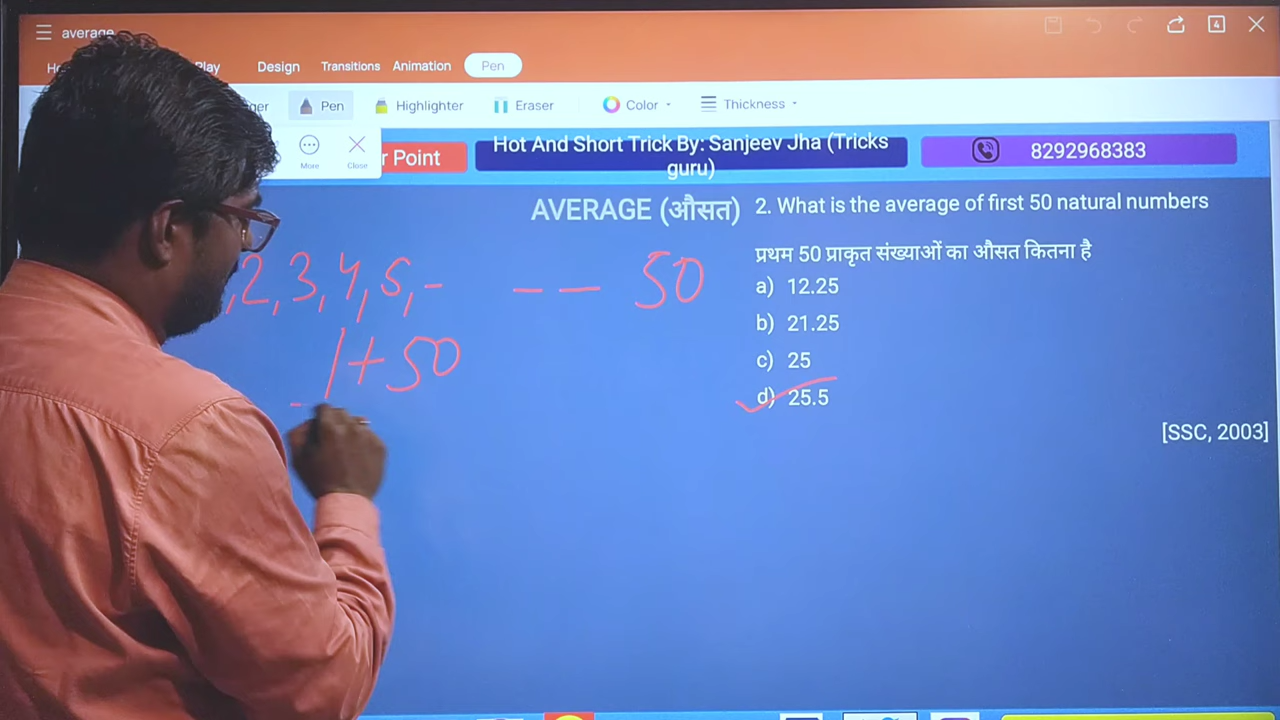 average
Play Design Transitions Animation Pen
Pen Highlighter Eraser Color Thickness
More Close
r Point
Hot And Short Trick By: Sanjeev Jha (Tricks
guru)
8292968383
4
AVERAGE (औसत)
2. What is the average of first 50 natural numbers
प्रथम 50 प्राकृत संख्याओं का औसत कितना है
a) 12.25
b) 21.25
c) 25
d) 25.5
[SSC, 2003]
,2,3,4,5,- -- 50
1+50